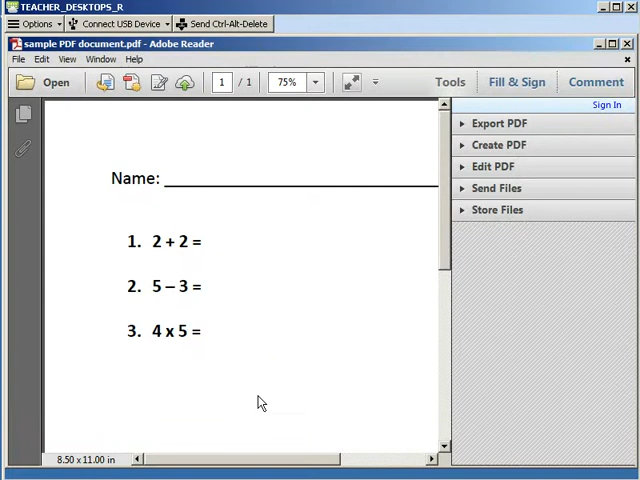 TEACHER_DESKTOPS_R
Options Connect USB Device Send Ctrl-Alt-Delete
sample PDF document.pdf - Adobe Reader
File Edit View Window Help
Open 1 / 1 75% Tools Fill & Sign Comment
Sign In
Export PDF
Create PDF
Edit PDF
Send Files
Store Files
Name: ____________________
1. 2 + 2 =
2. 5 – 3 =
3. 4 x 5 =
8.50 x 11.00 in